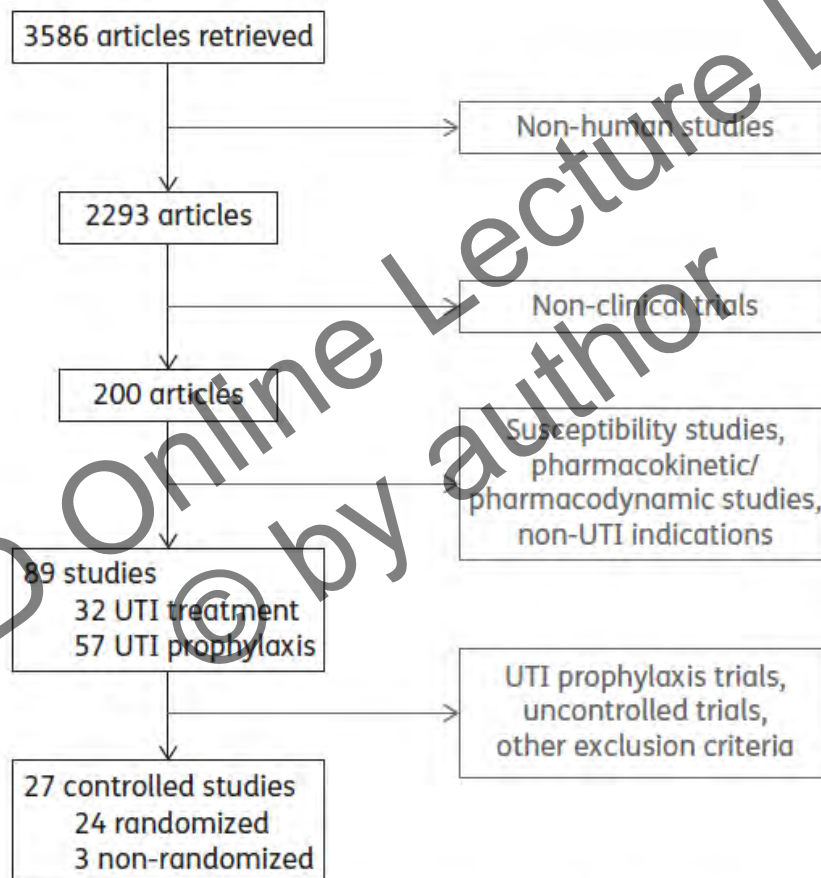 3586 articles retrieved
Non-human studies
2293 articles
Non-clinical trials
200 articles
Susceptibility studies,
pharmacokinetic/
pharmacodynamic studies,
non-UTI indications
89 studies
32 UTI treatment
57 UTI prophylaxis
UTI prophylaxis trials,
uncontrolled trials,
other exclusion criteria
27 controlled studies
24 randomized
3 non-randomized
Online Lecture
© by author